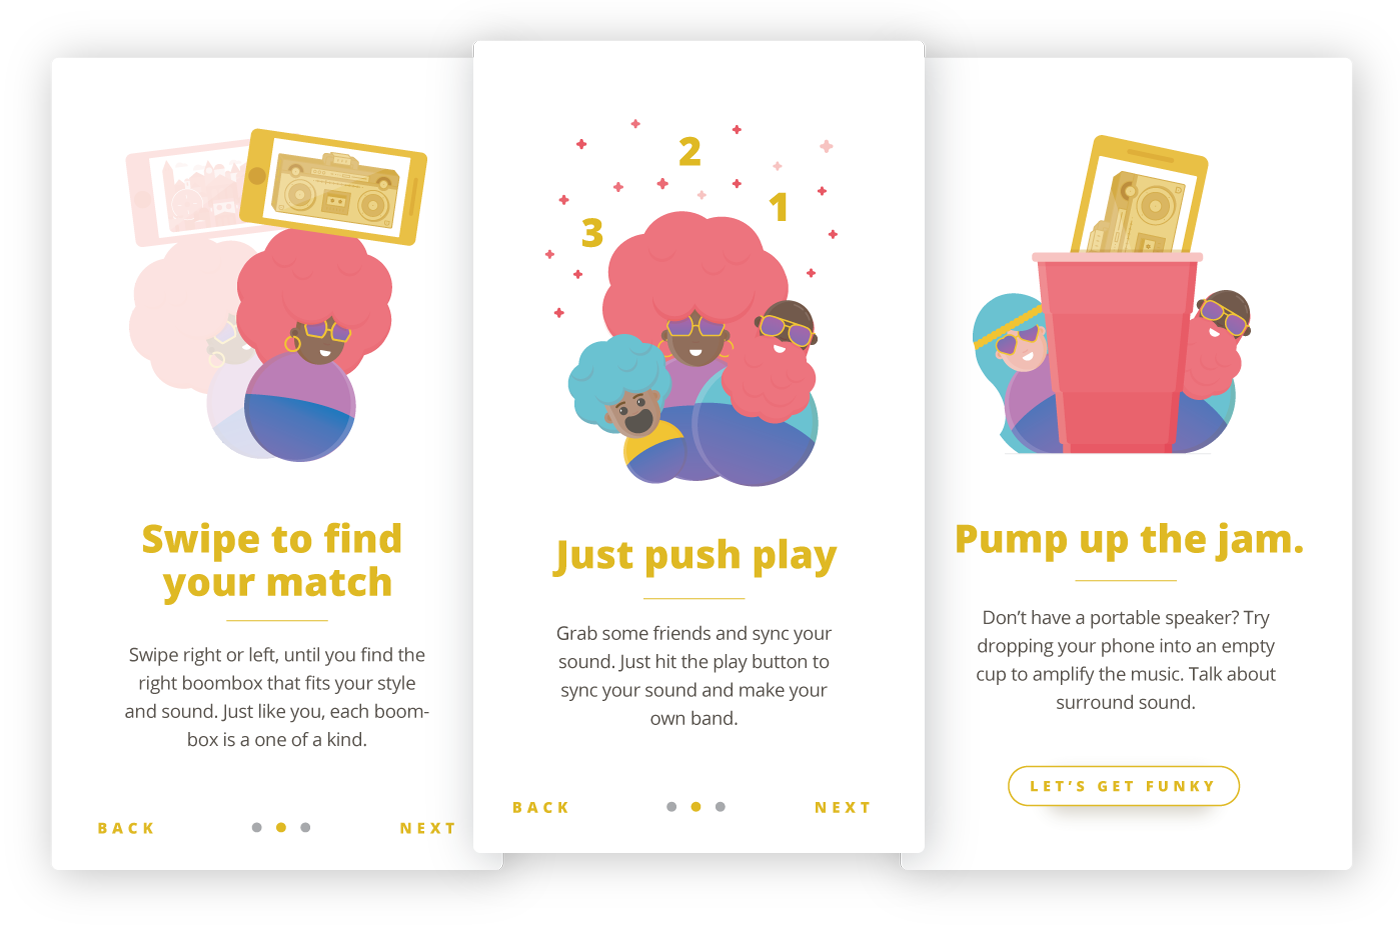 Swipe to find
your match
Swipe right or left, until you find the
right boombox that fits your style
and sound. Just like you, each boom-
box is a one of a kind.
BACK
NEXT
2
1
3
Just push play
Grab some friends and sync your
sound. Just hit the play button to
sync your sound and make your
own band.
BACK
NEXT
Pump up the jam.
Don’t have a portable speaker? Try
dropping your phone into an empty
cup to amplify the music. Talk about
surround sound.
LET’S GET FUNKY